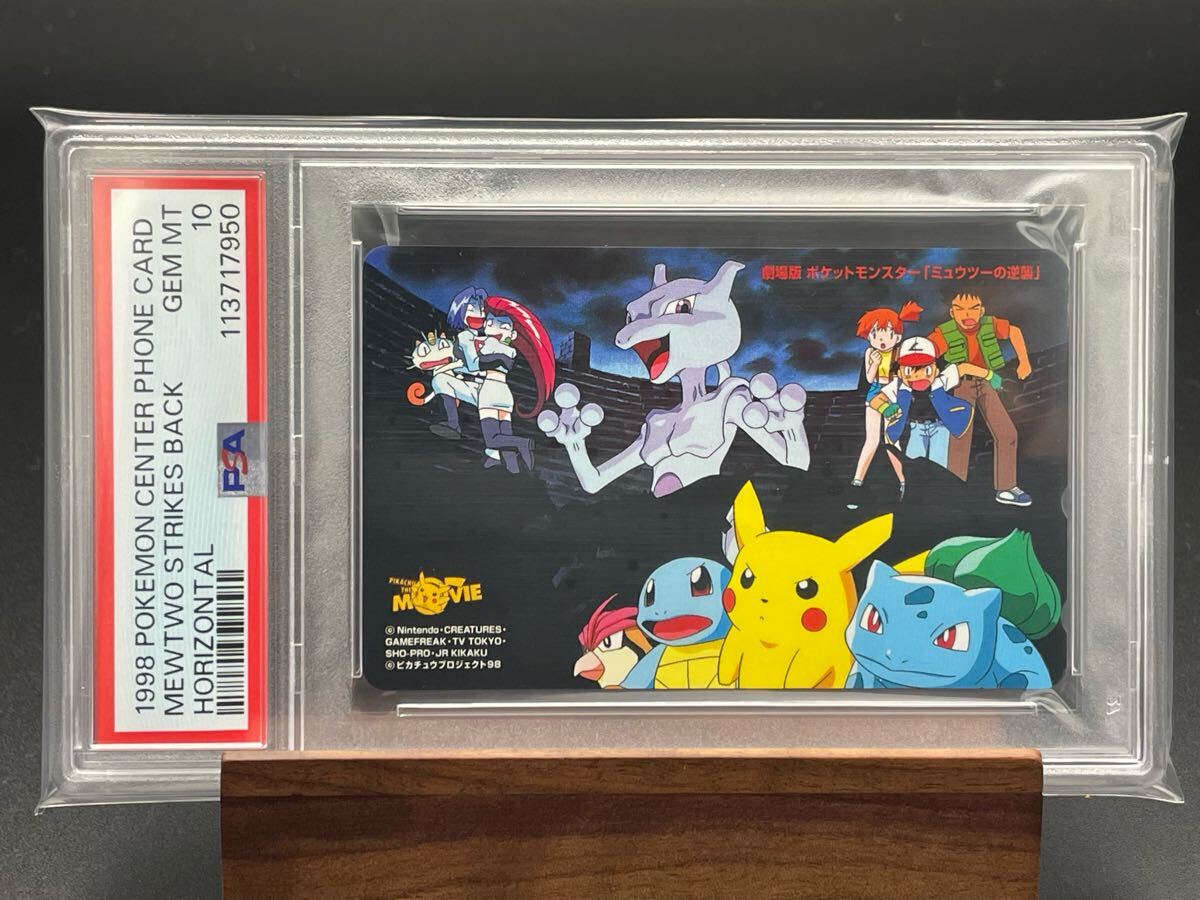 1998 POKEMON CENTER PHONE CARD
MEWTWO STRIKES BACK GEM MT
HORIZONTAL 10
113717950
PSA
劇場版 ポケットモンスター「ミュウツーの逆襲」
PIKACHU
THE
MOVIE
© Nintendo・CREATURES・
GAMEFREAK・TV TOKYO・
SHO-PRO・JR KIKAKU
© ピカチュウプロジェクト98